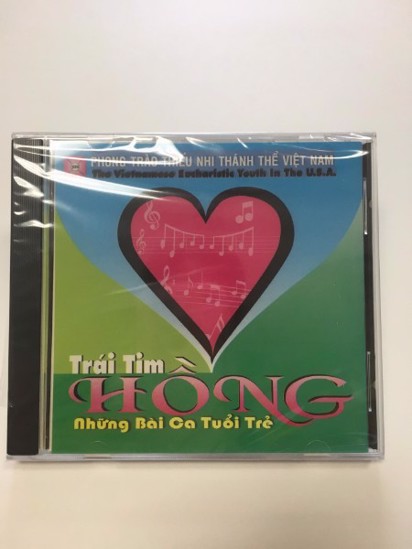 PHONG TRÀO THIẾU NHI THÁNH THỂ VIỆT NAM
The Vietnamese Eucharistic Youth In The U.S.A.
Trái Tim
HỒNG
Những Bài Ca Tuổi Trẻ